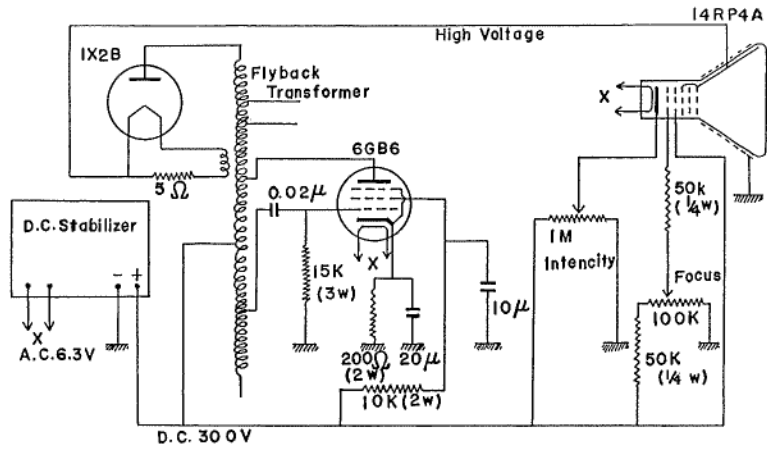 14RP4A
High Voltage
1X2B
Flyback
Transformer
X
6GB6
5Ω
0.02μ
50k
(¼w)
D.C. Stabilizer
1M
Intencity
15K
(3w)
X
Focus
- +
10μ
100K
X
A.C. 6.3V
200Ω
(2w)
20μ
50K
(¼ w)
10K (2w)
D.C. 300V